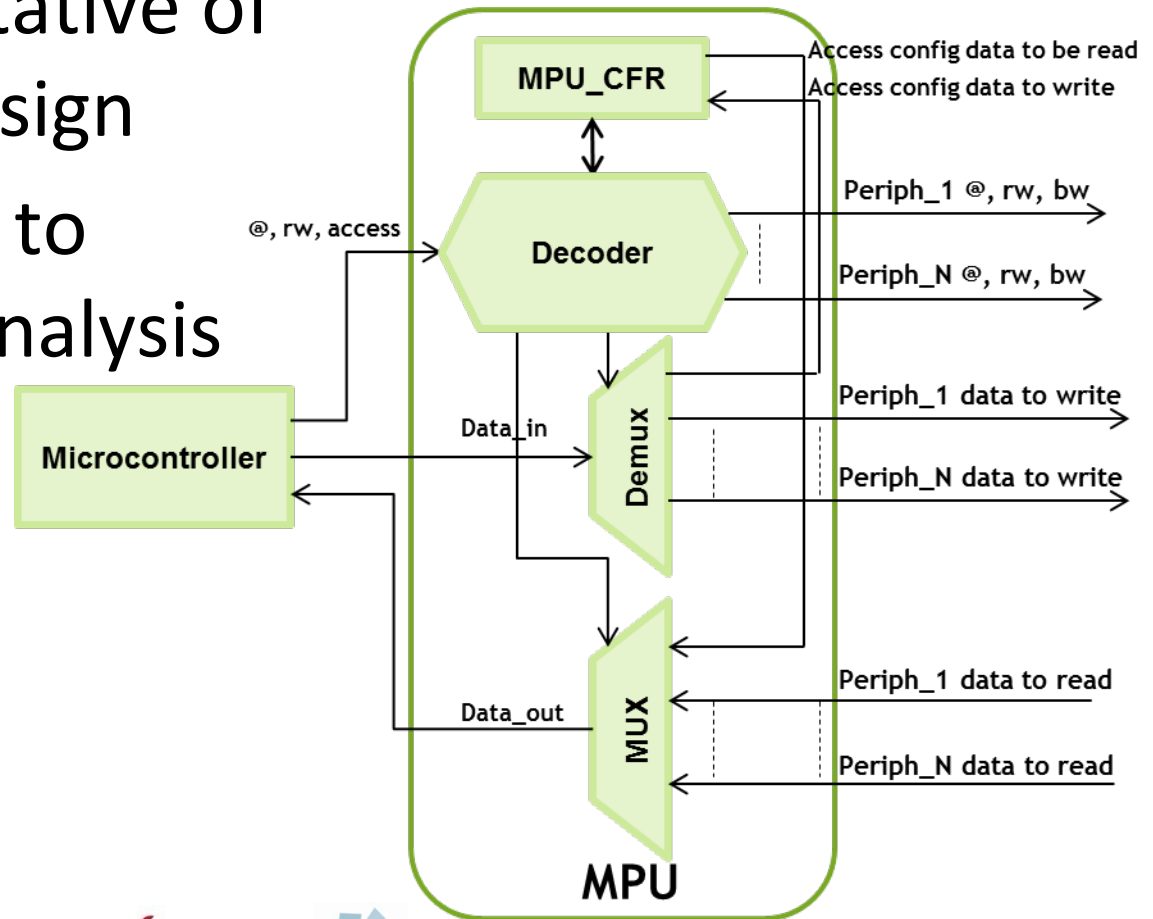 tative of
sign
to
nalysis
MPU_CFR
Access config data to be read
Access config data to write
@, rw, access
Decoder
Periph_1 @, rw, bw
Periph_N @, rw, bw
Microcontroller
Data_in
Demux
Periph_1 data to write
Periph_N data to write
Data_out
MUX
Periph_1 data to read
Periph_N data to read
MPU